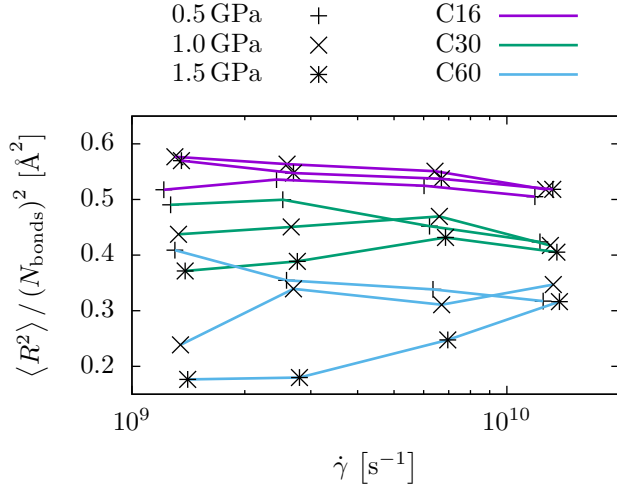 0.5 GPa C16
1.0 GPa C30
1.5 GPa C60
⟨R²⟩ / (N_bonds)² [Å²]
0.6
0.5
0.4
0.3
0.2
10⁹ 10¹⁰
γ̇ [s⁻¹]